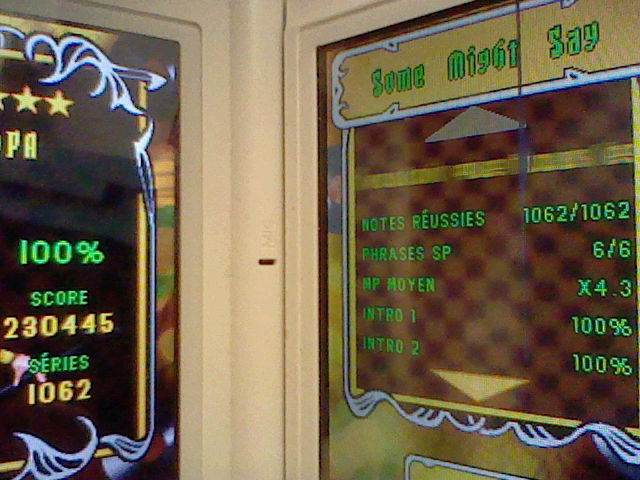 PA
100%
SCORE
230445
SÉRIES
1062
Some Might Say
NOTES RÉUSSIES 1062/1062
PHRASES SP 6/6
MP MOYEN X4.3
INTRO 1 100%
INTRO 2 100%